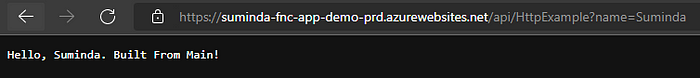 https://suminda-fnc-app-demo-prd.azurewebsites.net/api/HttpExample?name=Suminda
Hello, Suminda. Built From Main!